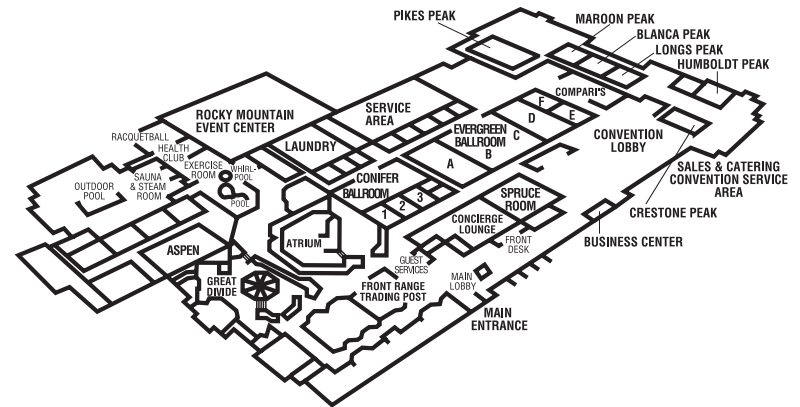 PIKES PEAK
MAROON PEAK
BLANCA PEAK
LONGS PEAK
HUMBOLDT PEAK
COMPARI'S
ROCKY MOUNTAIN
EVENT CENTER
SERVICE
AREA
F
D
E
EVERGREEN
BALLROOM
C
B
A
CONVENTION
LOBBY
RACQUETBALL
HEALTH
CLUB
LAUNDRY
EXERCISE
ROOM
WHIRL-
POOL
POOL
SAUNA
& STEAM
ROOM
OUTDOOR
POOL
CONIFER
BALLROOM
1
2
3
SPRUCE
ROOM
SALES & CATERING
CONVENTION SERVICE
AREA
CRESTONE PEAK
BUSINESS CENTER
CONCIERGE
LOUNGE
FRONT
DESK
ATRIUM
ASPEN
GUEST
SERVICES
GREAT
DIVIDE
FRONT RANGE
TRADING POST
MAIN
LOBBY
MAIN
ENTRANCE